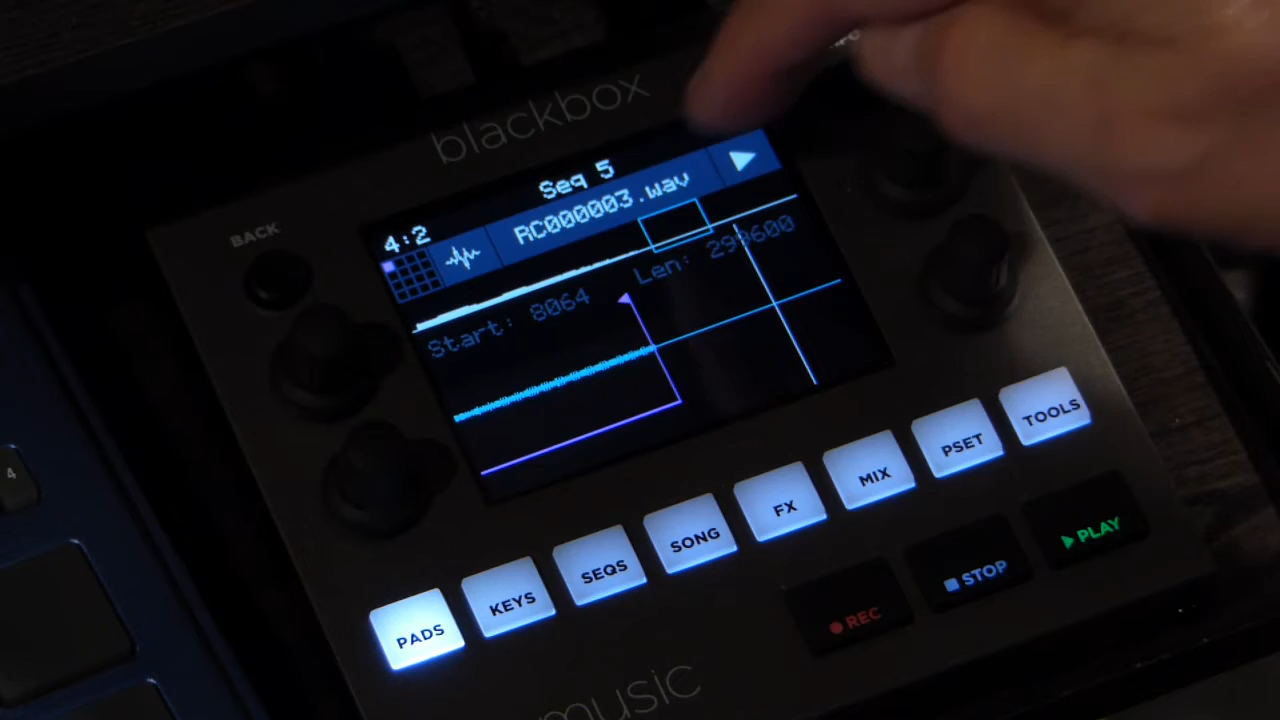 blackbox
BACK
Seq 5
4:2
RC000003.wav
Start: 8064 Len: 299600
4
PADS
KEYS
SEQS
SONG
FX
MIX
PSET
TOOLS
REC
STOP
PLAY
music